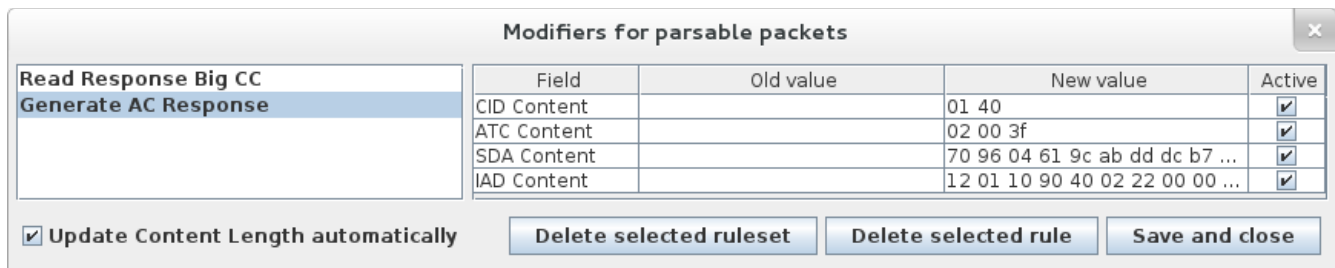 Modifiers for parsable packets
Read Response Big CC
Generate AC Response
Field Old value New value Active
CID Content 01 40
ATC Content 02 00 3f
SDA Content 70 96 04 61 9c ab dd dc b7 ...
IAD Content 12 01 10 90 40 02 22 00 00 ...
Update Content Length automatically
Delete selected ruleset
Delete selected rule
Save and close